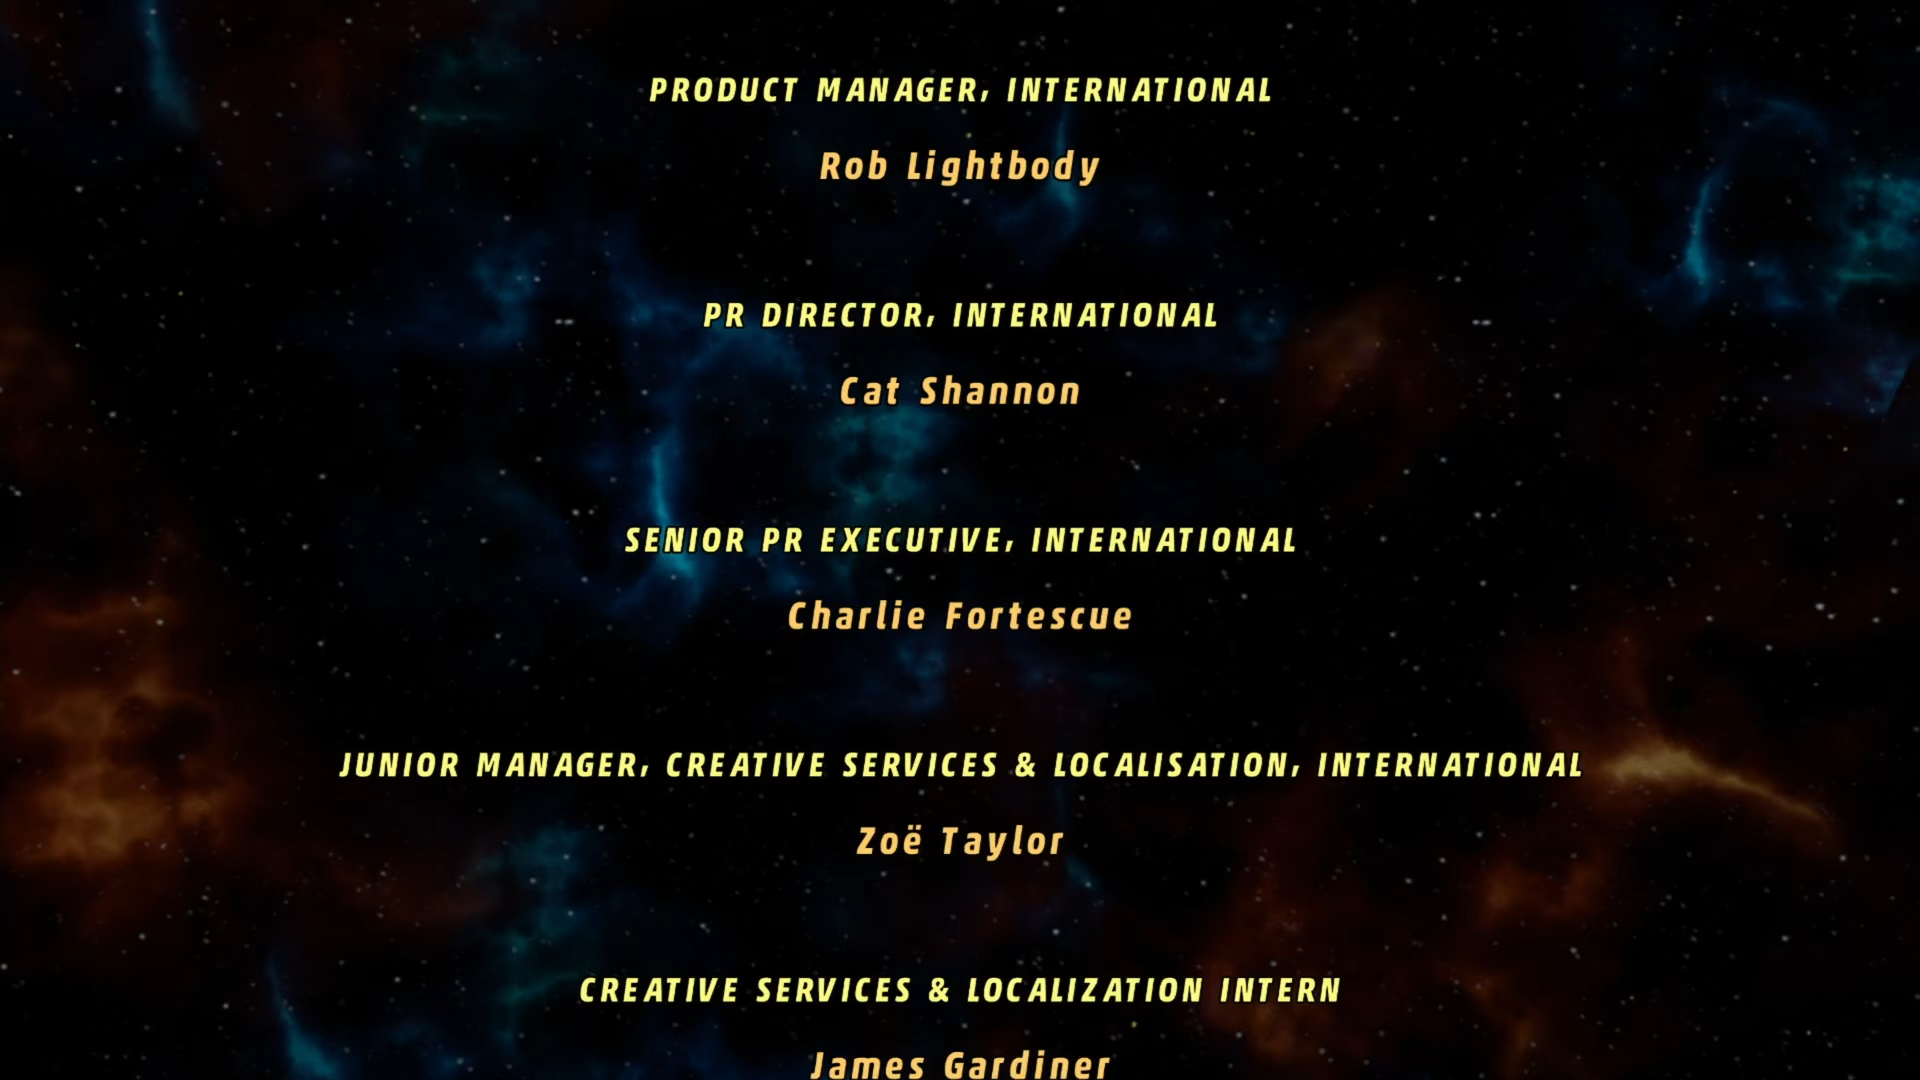 PRODUCT MANAGER, INTERNATIONAL
Rob Lightbody
PR DIRECTOR, INTERNATIONAL
Cat Shannon
SENIOR PR EXECUTIVE, INTERNATIONAL
Charlie Fortescue
JUNIOR MANAGER, CREATIVE SERVICES & LOCALISATION, INTERNATIONAL
Zoë Taylor
CREATIVE SERVICES & LOCALIZATION INTERN
James Gardiner